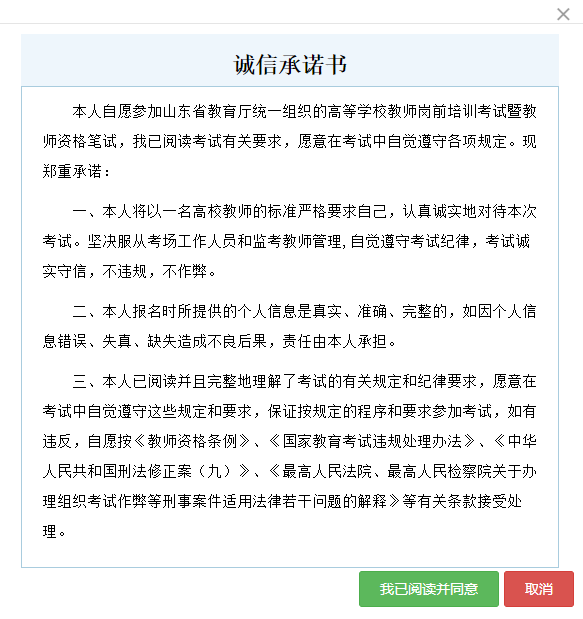 诚信承诺书
本人自愿参加山东省教育厅统一组织的高等学校教师岗前培训考试暨教
师资格笔试，我已阅读考试有关要求，愿意在考试中自觉遵守各项规定。现
郑重承诺：
一、本人将以一名高校教师的标准严格要求自己，认真诚实地对待本次
考试。坚决服从考场工作人员和监考教师管理,自觉遵守考试纪律，考试诚
实守信，不违规，不作弊。
二、本人报名时所提供的个人信息是真实、准确、完整的，如因个人信
息错误、失真、缺失造成不良后果，责任由本人承担。
三、本人已阅读并且完整地理解了考试的有关规定和纪律要求，愿意在
考试中自觉遵守这些规定和要求，保证按规定的程序和要求参加考试，如有
违反，自愿按《教师资格条例》、《国家教育考试违规处理办法》、《中华
人民共和国刑法修正案（九）》、《最高人民法院、最高人民检察院关于办
理组织考试作弊等刑事案件适用法律若干问题的解释》等有关条款接受处
理。
我已阅读并同意 取消